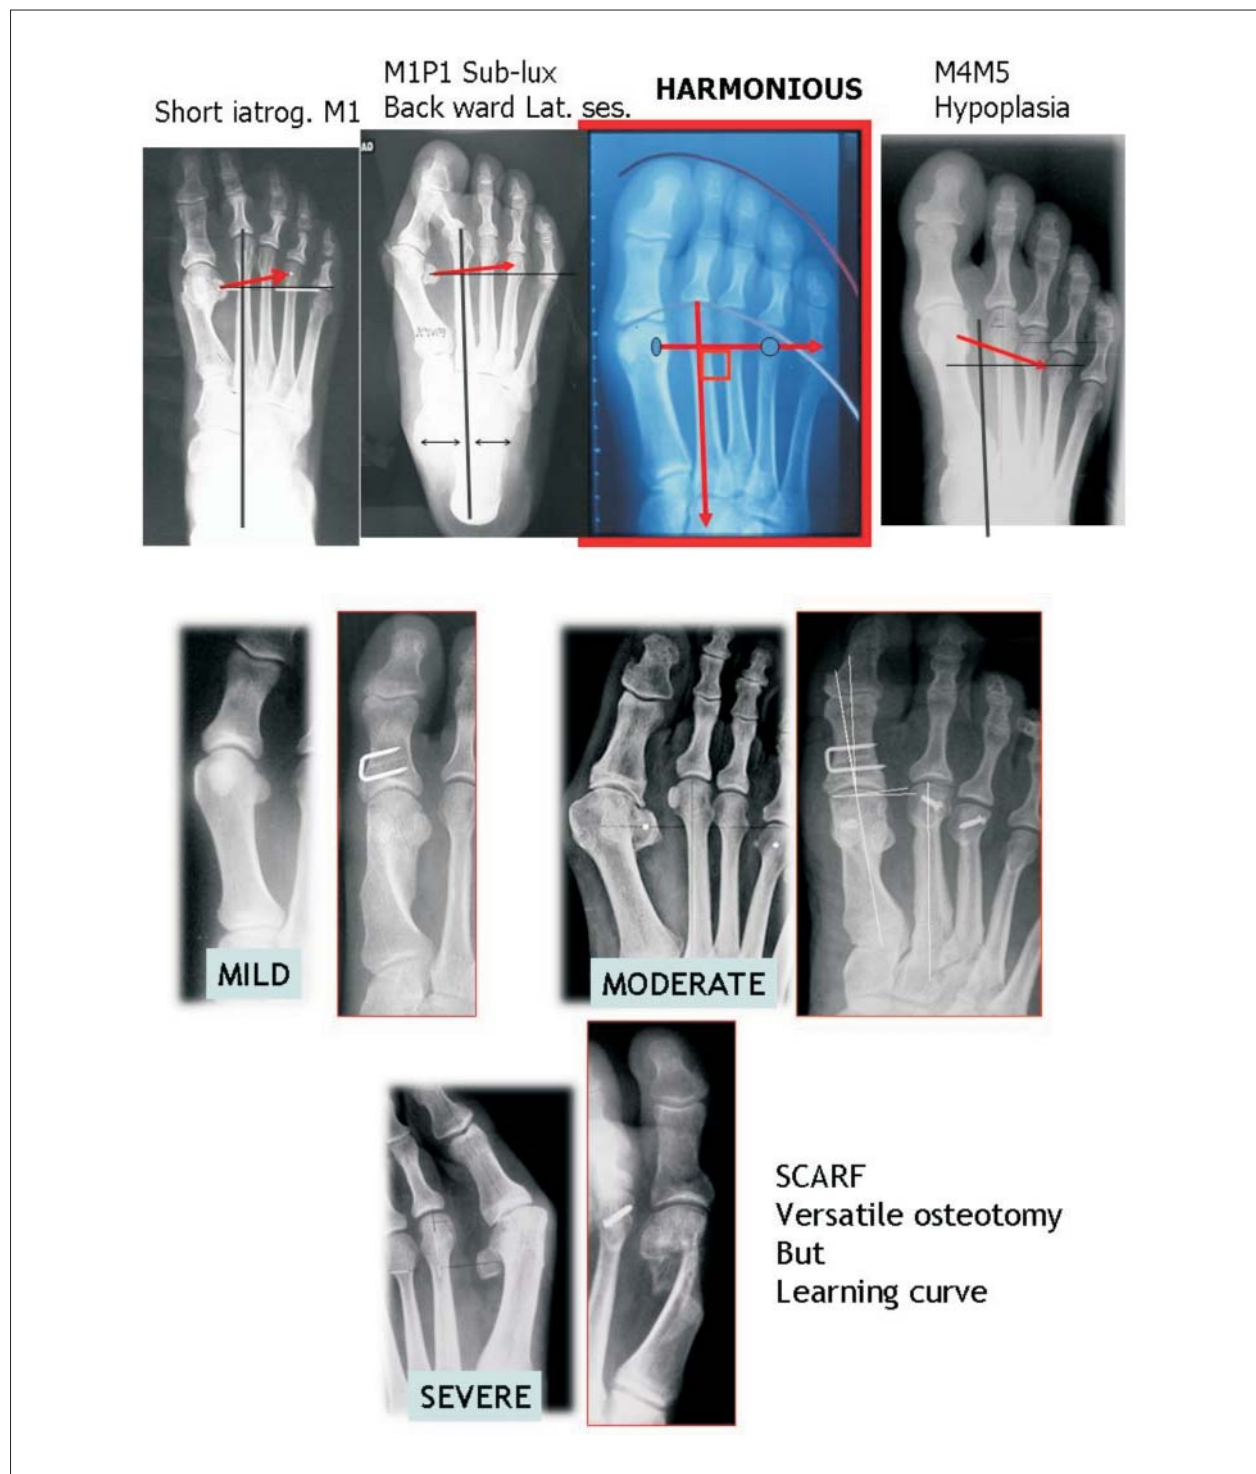 Short iatrog. M1
M1P1 Sub-lux
Back ward Lat. ses.
HARMONIOUS
M4M5
Hypoplasia
MILD
MODERATE
SEVERE
SCARF
Versatile osteotomy
But
Learning curve